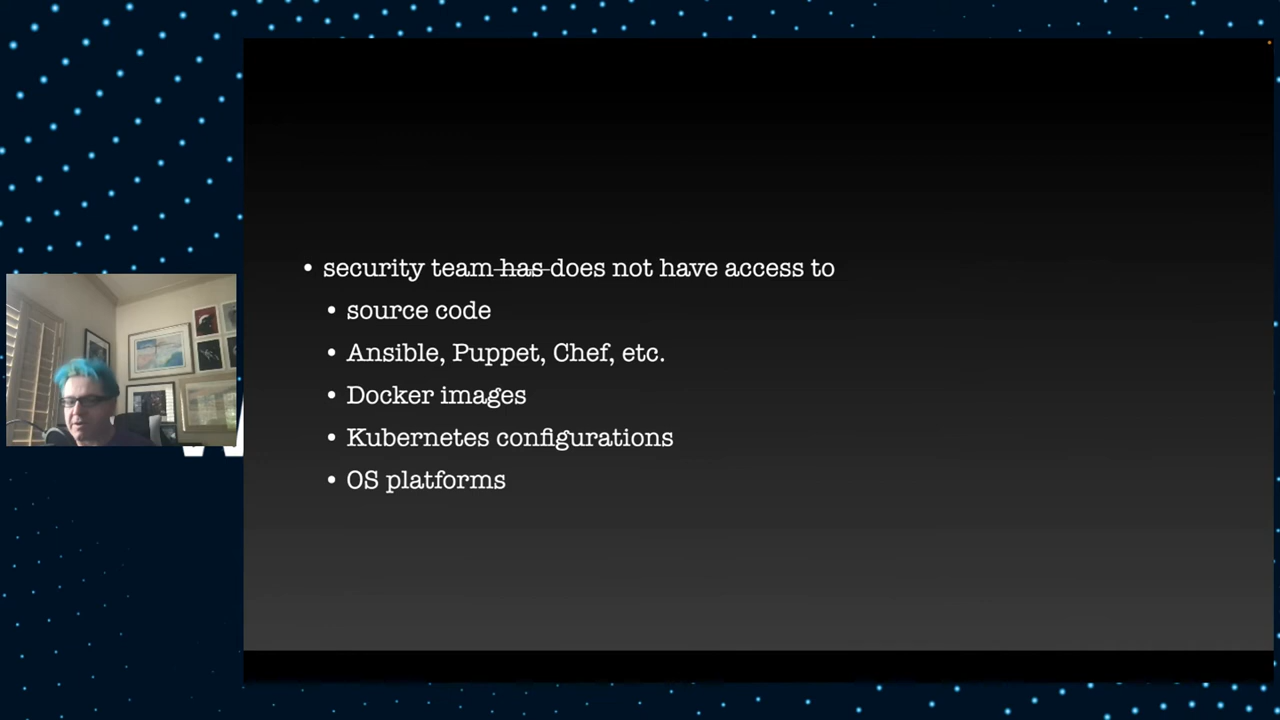 • security team has does not have access to
• source code
• Ansible, Puppet, Chef, etc.
• Docker images
• Kubernetes configurations
• OS platforms